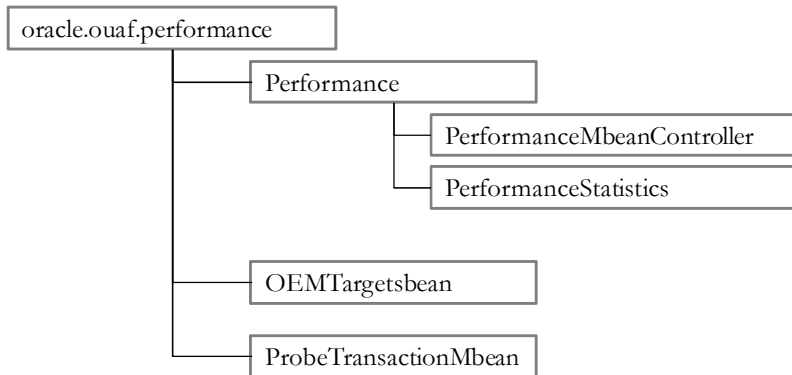 oracle.ouaf.performance
Performance
PerformanceMbeanController
PerformanceStatistics
OEMTargetsbean
ProbeTransactionMbean